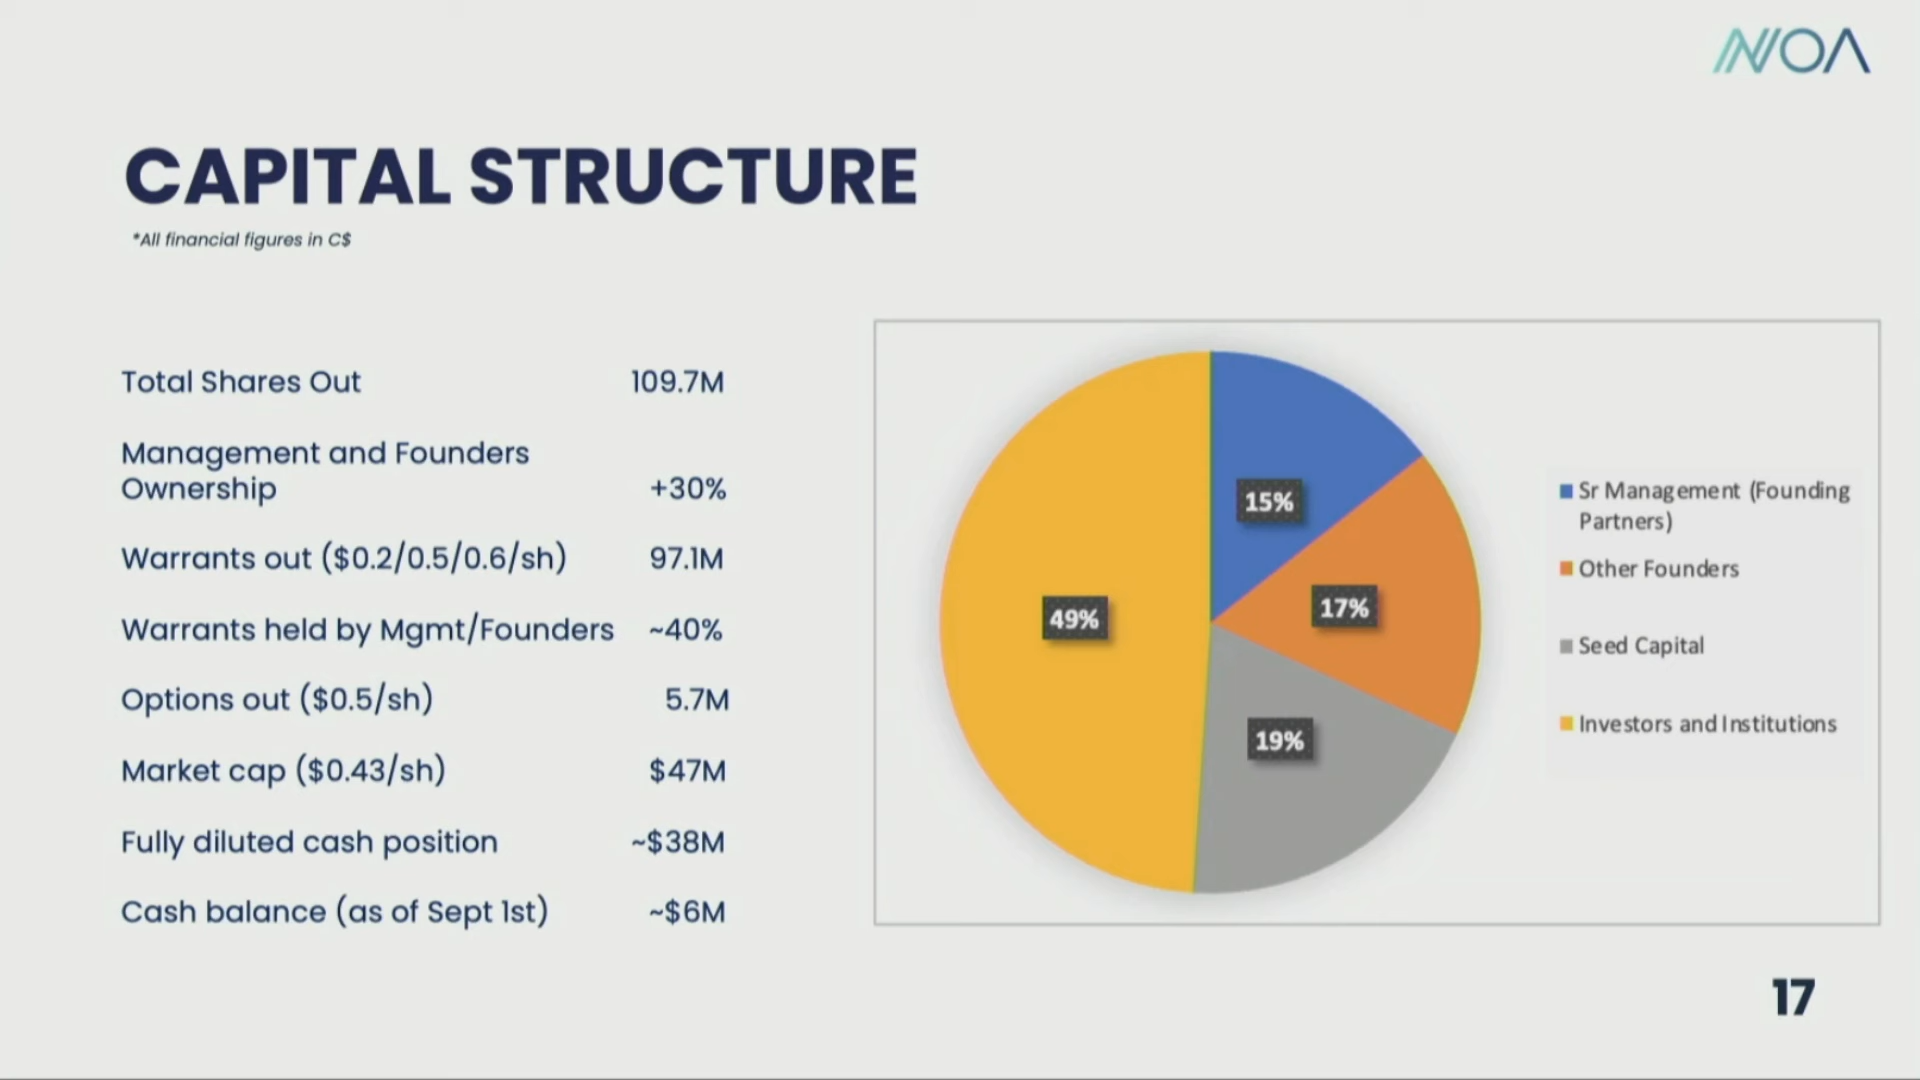 NOA
CAPITAL STRUCTURE
*All financial figures in C$
Total Shares Out 109.7M
Management and Founders
Ownership +30%
Warrants out ($0.2/0.5/0.6/sh) 97.1M
Warrants held by Mgmt/Founders ~40%
Options out ($0.5/sh) 5.7M
Market cap ($0.43/sh) $47M
Fully diluted cash position ~$38M
Cash balance (as of Sept 1st) ~$6M
15%
17%
49%
19%
Sr Management (Founding
Partners)
Other Founders
Seed Capital
Investors and Institutions
17